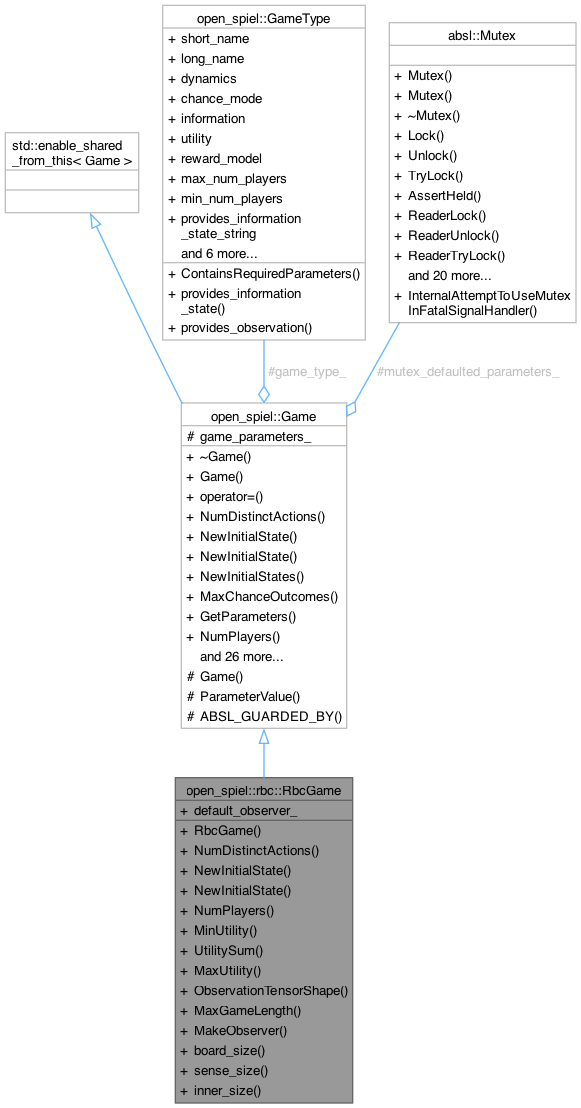 open_spiel::GameType
+ short_name
+ long_name
+ dynamics
+ chance_mode
+ information
+ utility
+ reward_model
+ max_num_players
+ min_num_players
+ provides_information
_state_string
and 6 more...
+ ContainsRequiredParameters()
+ provides_information
_state()
+ provides_observation()
absl::Mutex
+ Mutex()
+ Mutex()
+ ~Mutex()
+ Lock()
+ Unlock()
+ TryLock()
+ AssertHeld()
+ ReaderLock()
+ ReaderUnlock()
+ ReaderTryLock()
and 20 more...
+ InternalAttemptToUseMutex
InFatalSignalHandler()
std::enable_shared
_from_this< Game >
#game_type_
#mutex_defaulted_parameters_
open_spiel::Game
# game_parameters_
+ ~Game()
+ Game()
+ operator=()
+ NumDistinctActions()
+ NewInitialState()
+ NewInitialState()
+ NewInitialStates()
+ MaxChanceOutcomes()
+ GetParameters()
+ NumPlayers()
and 26 more...
# Game()
# ParameterValue()
# ABSL_GUARDED_BY()
open_spiel::rbc::RbcGame
+ default_observer_
+ RbcGame()
+ NumDistinctActions()
+ NewInitialState()
+ NewInitialState()
+ NumPlayers()
+ MinUtility()
+ UtilitySum()
+ MaxUtility()
+ ObservationTensorShape()
+ MaxGameLength()
+ MakeObserver()
+ board_size()
+ sense_size()
+ inner_size()